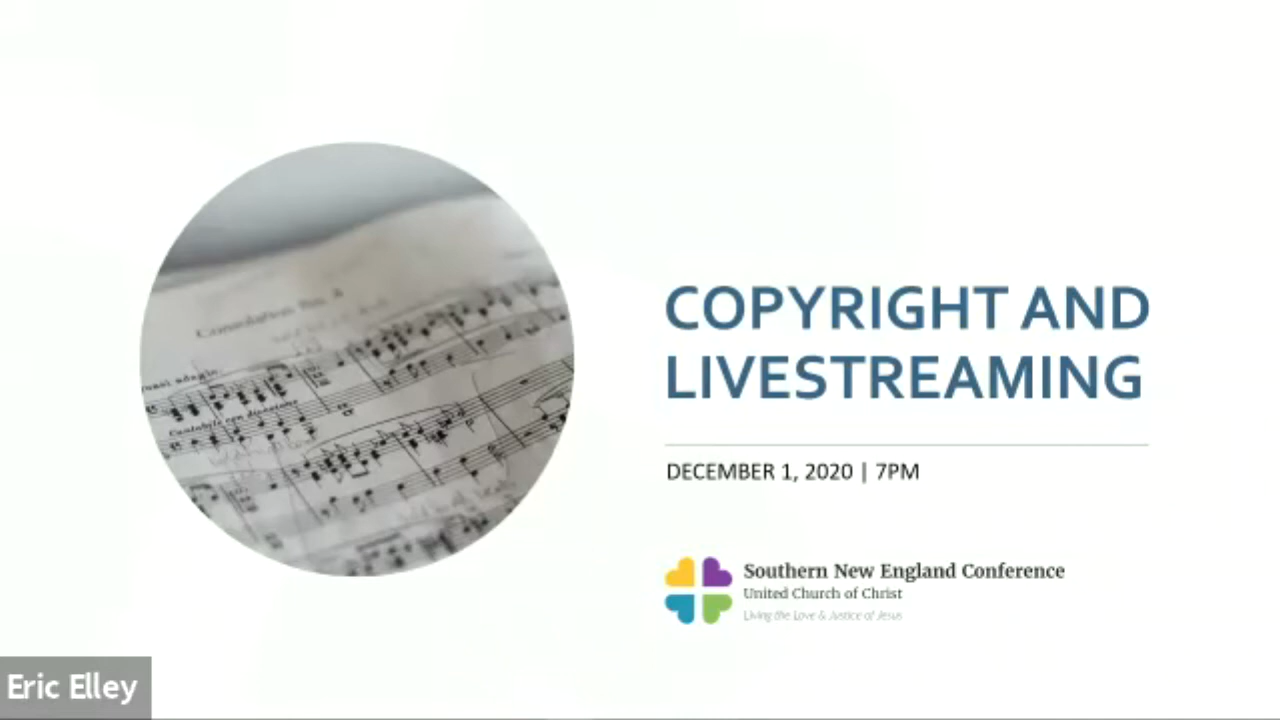 COPYRIGHT AND
LIVESTREAMING
DECEMBER 1, 2020 | 7PM
Southern New England Conference
United Church of Christ
Living the Love & Justice of Jesus
Eric Elley